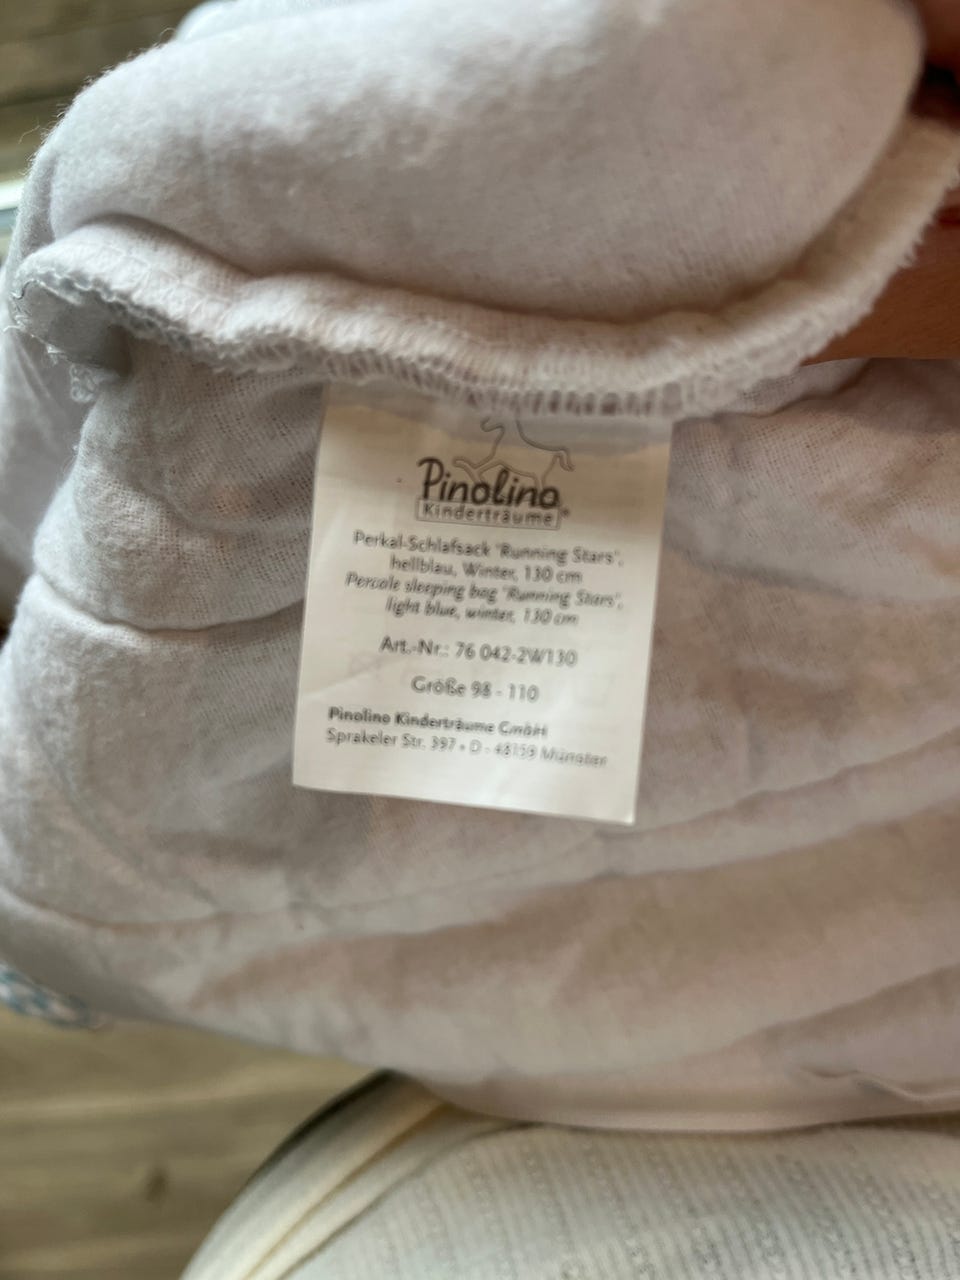 Pinolino®
Kinderträume
Perkal-Schlafsack "Running Stars",
hellblau, Winter, 130 cm
Percale sleeping bag "Running Stars",
light blue, winter, 130 cm
Art.-Nr.: 76 042-2W130
Größe 98 - 110
Pinolino Kinderträume GmbH
Sprakeler Str. 397 • D - 48159 Münster